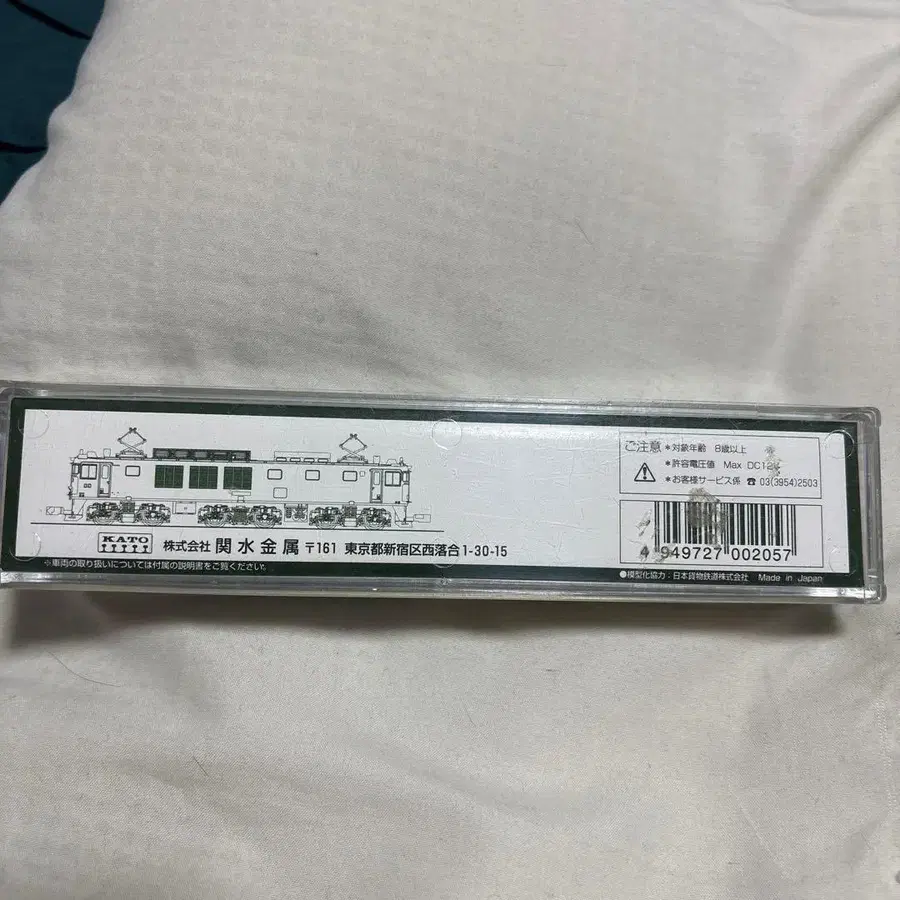 ご注意 *対象年齢 8歳以上
*許容電圧値 Max DC12V
*お客様サービス係 ☎ 03(3954)2503
4 949727 002057
KATO 株式会社 関水金属 〒161 東京都新宿区西落合1-30-15
※車両の取り扱いについては付属の説明書をご覧ください。
●模型化協力:日本貨物鉄道株式会社 Made in Japan